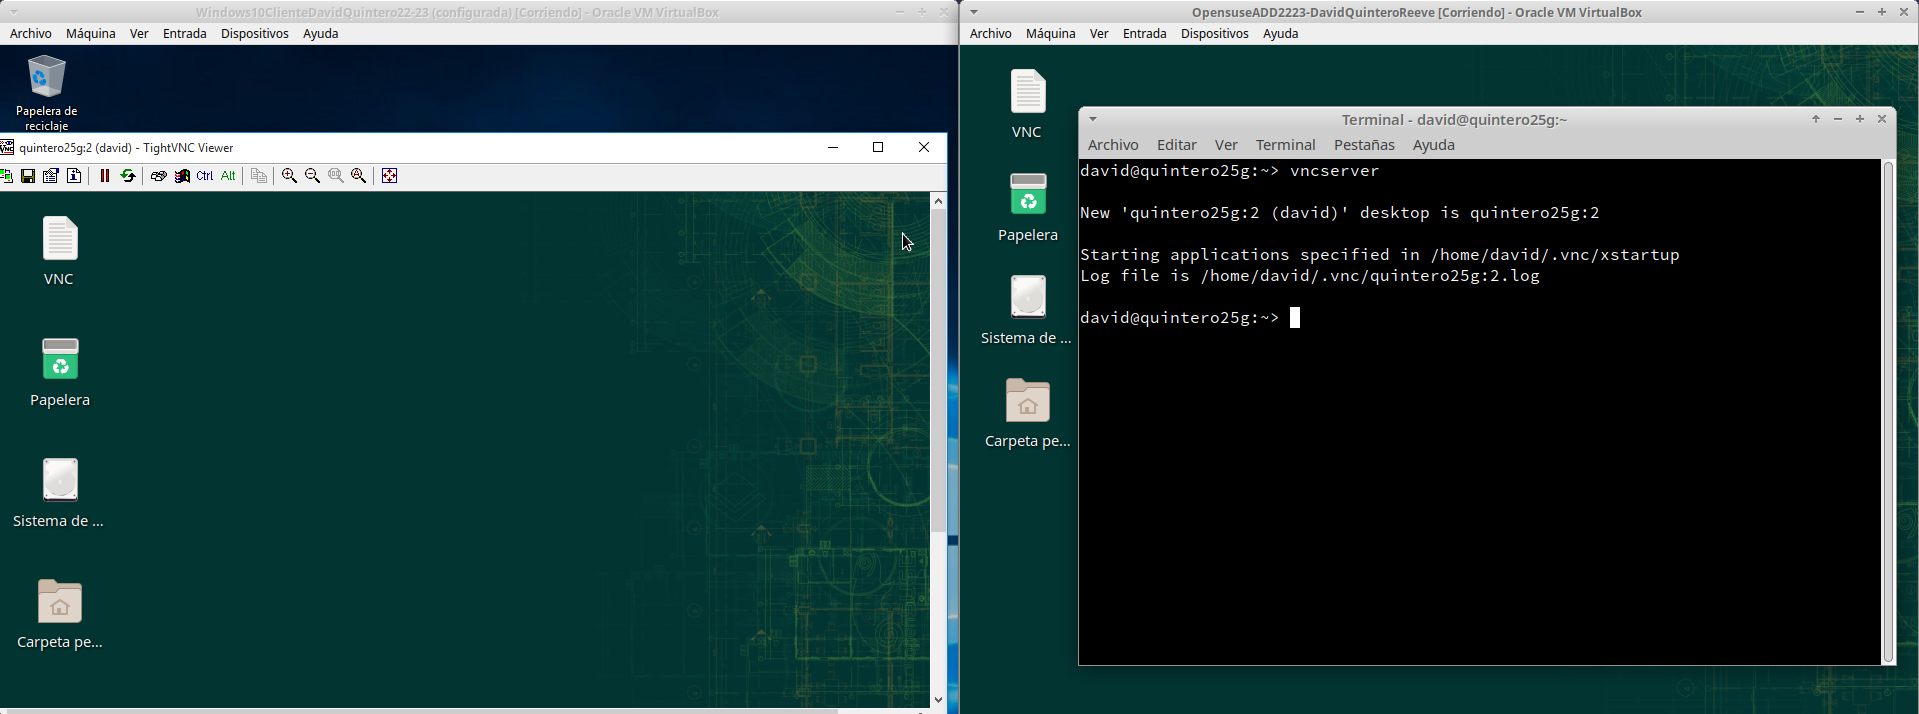 Windows10ClienteDavidQuintero22-23 (configurada) [Corriendo] - Oracle VM VirtualBox
Archivo Máquina Ver Entrada Dispositivos Ayuda
Papelera de
reciclaje
quintero25g:2 (david) - TightVNC Viewer
Ctrl Alt
VNC
Papelera
Sistema de ...
Carpeta pe...
OpensuseADD2223-DavidQuinteroReeve [Corriendo] - Oracle VM VirtualBox
Archivo Máquina Ver Entrada Dispositivos Ayuda
VNC
Papelera
Sistema de ...
Carpeta pe...
Terminal - david@quintero25g:~
Archivo Editar Ver Terminal Pestañas Ayuda
david@quintero25g:~> vncserver
New 'quintero25g:2 (david)' desktop is quintero25g:2
Starting applications specified in /home/david/.vnc/xstartup
Log file is /home/david/.vnc/quintero25g:2.log
david@quintero25g:~>